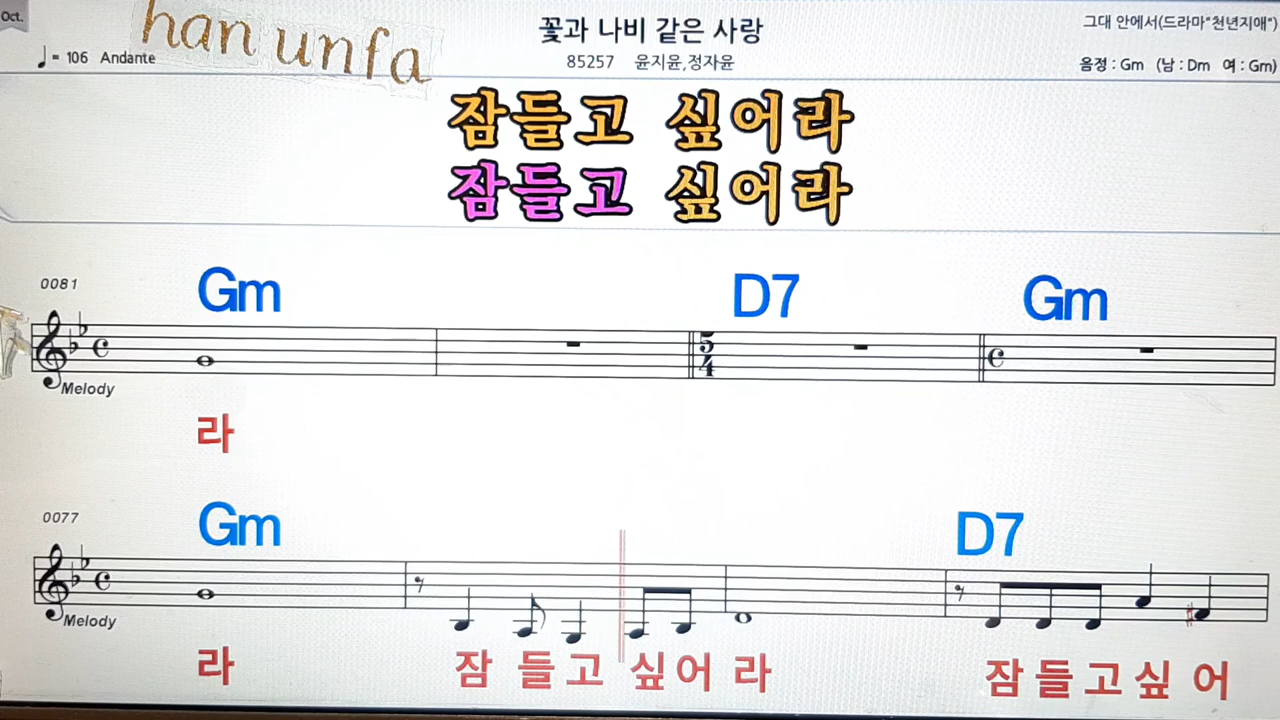 Oct.
han unfa
♩= 106 Andante
꽃과 나비 같은 사랑
85257 윤지윤,정자윤
그대 안에서(드라마"천년지애")
음정 : Gm (남 : Dm 여 : Gm)
잠들고 싶어라
잠들고 싶어라
0081
Gm D7 Gm
5
4
Melody
라
0077
Gm D7
Melody
라 잠 들고 싶어 라 잠들고싶 어